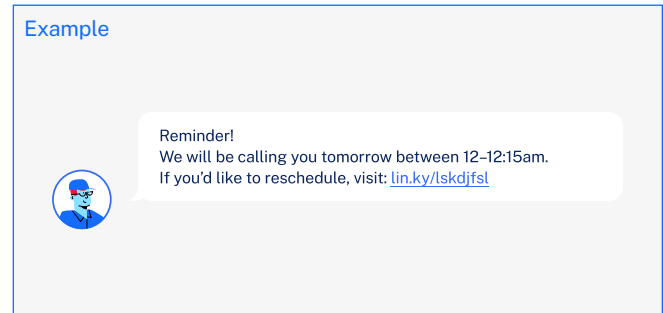 Example
Reminder!
We will be calling you tomorrow between 12–12:15am.
If you’d like to reschedule, visit: lin.ky/lskdjfsl